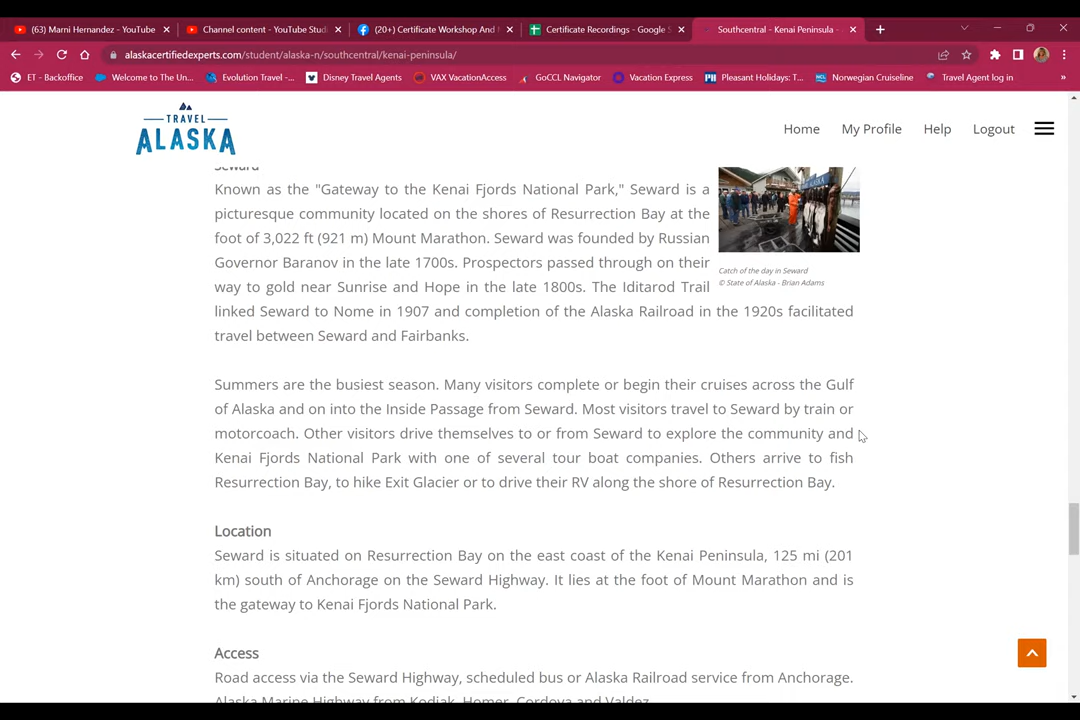 (63) Marni Hernandez - YouTube
Channel content - YouTube Studi
(20+) Certificate Workshop And
Certificate Recordings - Google S
Southcentral - Kenai Peninsula -
alaskacertifiedexperts.com/student/alaska-n/southcentral/kenai-peninsula/
ET - Backoffice
Welcome to The Un...
Evolution Travel -...
Disney Travel Agents
VAX VacationAccess
GoCCL Navigator
Vacation Express
Pleasant Holidays: T...
Norwegian Cruiseline
Travel Agent log in
TRAVEL
ALASKA
Home
My Profile
Help
Logout
Seward
Known as the "Gateway to the Kenai Fjords National Park," Seward is a
picturesque community located on the shores of Resurrection Bay at the
foot of 3,022 ft (921 m) Mount Marathon. Seward was founded by Russian
Governor Baranov in the late 1700s. Prospectors passed through on their
way to gold near Sunrise and Hope in the late 1800s. The Iditarod Trail
linked Seward to Nome in 1907 and completion of the Alaska Railroad in the 1920s facilitated
travel between Seward and Fairbanks.
Catch of the day in Seward
© State of Alaska - Brian Adams
Summers are the busiest season. Many visitors complete or begin their cruises across the Gulf
of Alaska and on into the Inside Passage from Seward. Most visitors travel to Seward by train or
motorcoach. Other visitors drive themselves to or from Seward to explore the community and
Kenai Fjords National Park with one of several tour boat companies. Others arrive to fish
Resurrection Bay, to hike Exit Glacier or to drive their RV along the shore of Resurrection Bay.
Location
Seward is situated on Resurrection Bay on the east coast of the Kenai Peninsula, 125 mi (201
km) south of Anchorage on the Seward Highway. It lies at the foot of Mount Marathon and is
the gateway to Kenai Fjords National Park.
Access
Road access via the Seward Highway, scheduled bus or Alaska Railroad service from Anchorage.
Alaska Marine Highway from Kodiak, Homer, Cordova and Valdez.